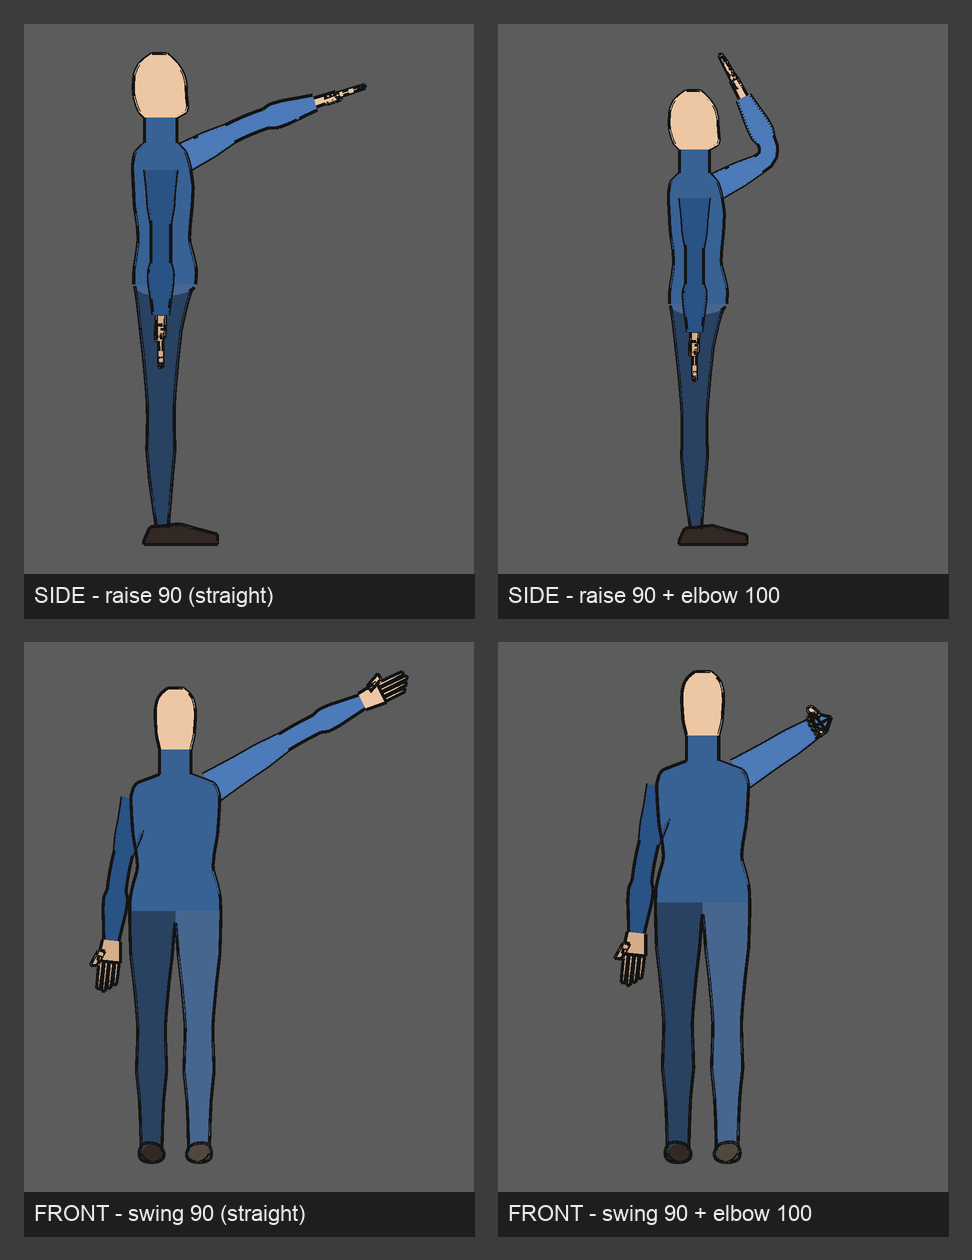 SIDE - raise 90 (straight)
SIDE - raise 90 + elbow 100
FRONT - swing 90 (straight)
FRONT - swing 90 + elbow 100